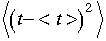 ⟨(t−< t >)²⟩